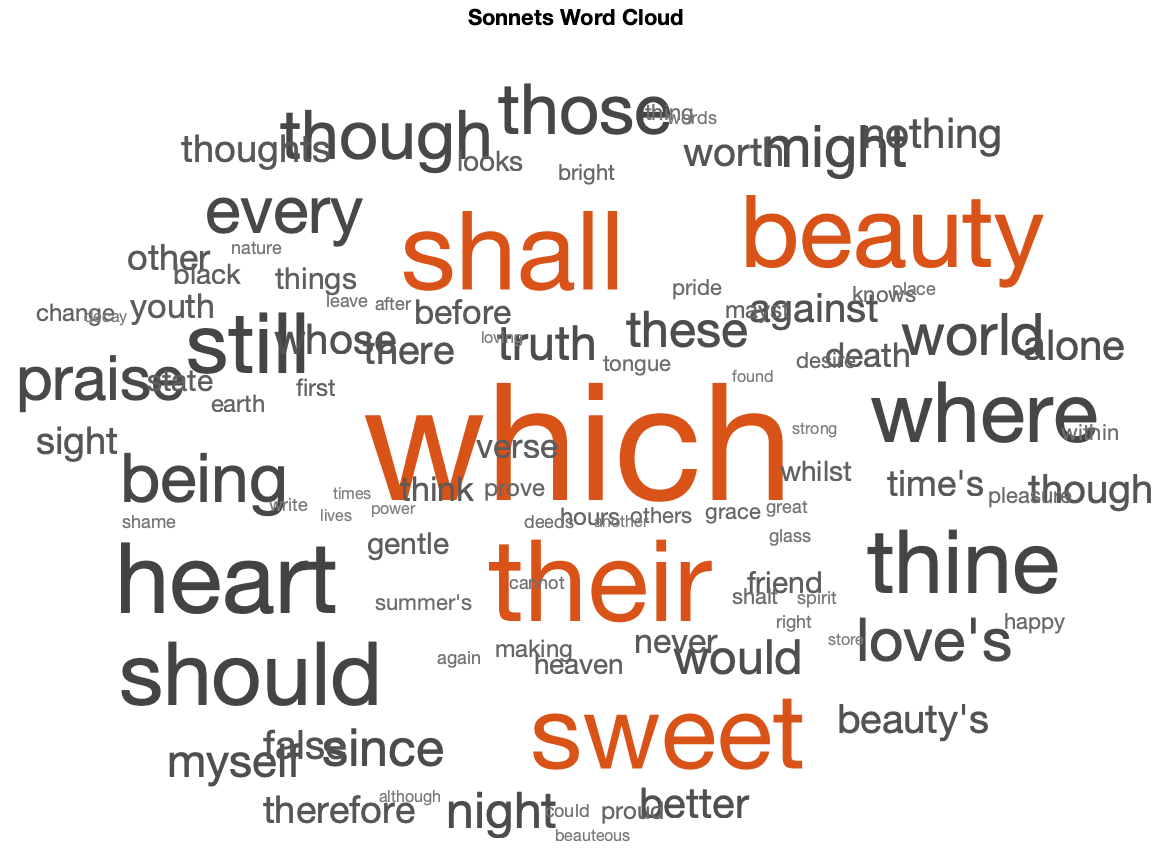 Sonnets Word Cloud
those
thing
words
though
thoughts
looks
bright
worth
might
nothing
every
shall
beauty
other
nature
black
things
pride
knows
place
change
decay
youth
leave
after
before
mayst
against
still
whose
there
loving
truth
these
tongue
desire
death
world
alone
praise
state
first
earth
found
which
where
within
sight
verse
strong
being
think
prove
whilst
time's
pleasure
though
write
times
lives
power
shame
deeds
hours
another
others
grace
great
glass
gentle
heart
their
cannot
thine
summer's
friend
shalt
spirit
right
happy
store
love's
again
making
heaven
never
would
should
sweet
beauty's
myself
false
since
therefore
although
night
could
proud
better
beauteous